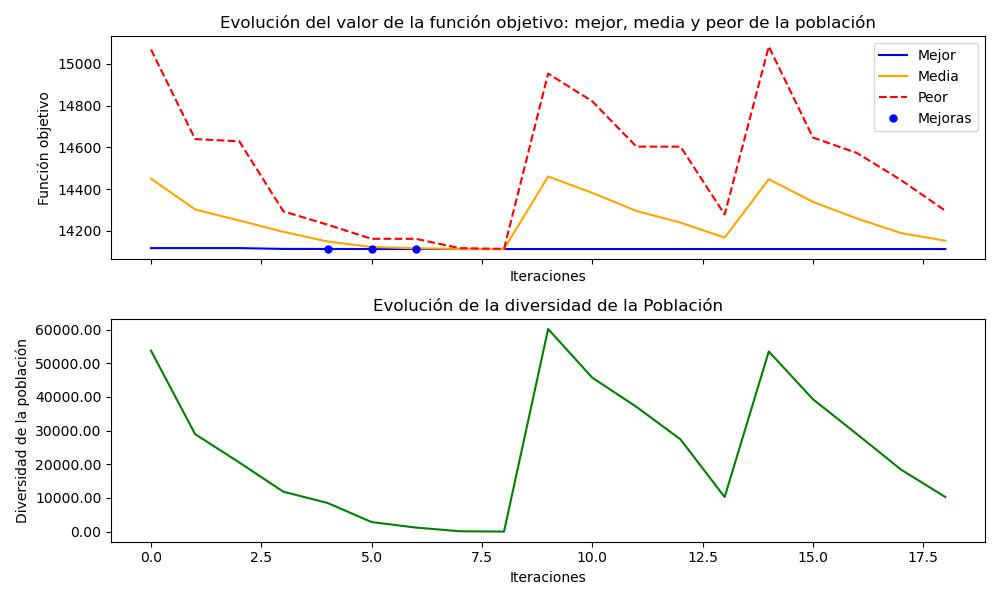 Evolución del valor de la función objetivo: mejor, media y peor de la población
Función objetivo
15000
14800
14600
14400
14200
Mejor
Media
Peor
Mejoras
Iteraciones
Evolución de la diversidad de la Población
Diversidad de la población
60000.00
50000.00
40000.00
30000.00
20000.00
10000.00
0.00
0.0 2.5 5.0 7.5 10.0 12.5 15.0 17.5
Iteraciones